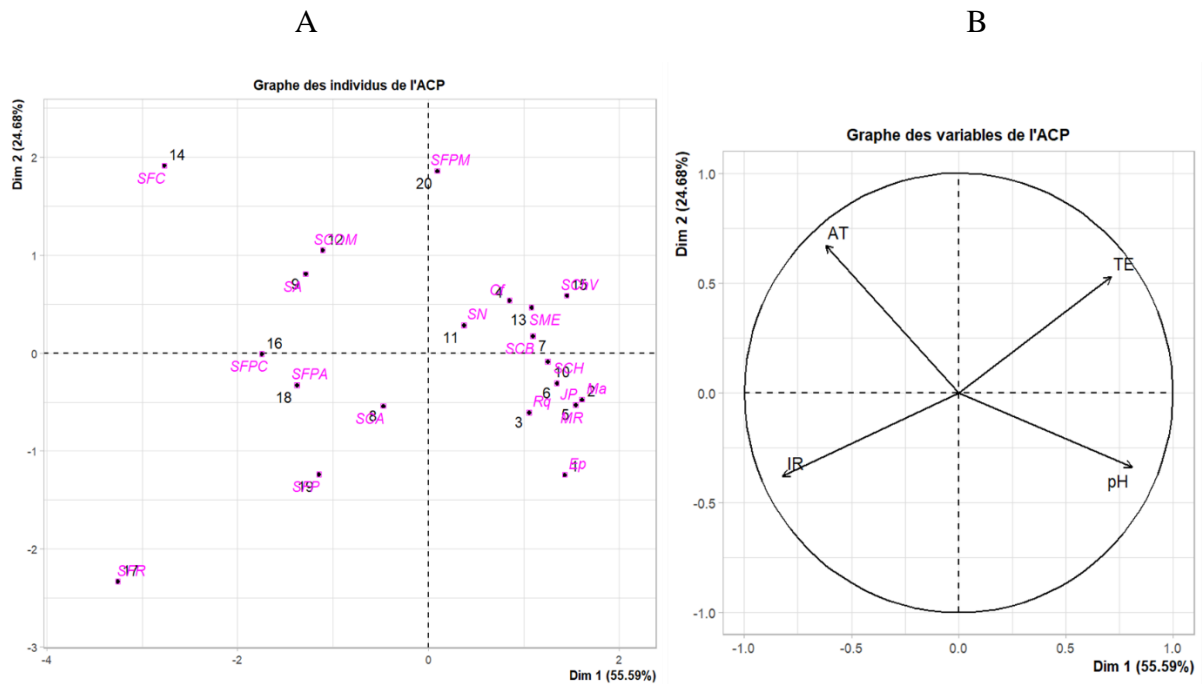 A
B
Graphe des individus de l'ACP
Dim 2 (24.68%)
14
SFC
SFPM
20
SCOM
12
9
SA
Cf
4
SChV
15
SN
11
13
SME
SCB
7
16
SFPC
SCH
10
SFPA
18
6
JP
Ma
2
SCA
8
Rq
3
5
MR
Ep
1
SFP
19
SFR
17
2
1
0
-1
-2
-3
-4
-2
0
2
Dim 1 (55.59%)
Graphe des variables de l'ACP
Dim 2 (24.68%)
1.0
0.5
0.0
-0.5
-1.0
AT
TE
IR
pH
-1.0
-0.5
0.0
0.5
1.0
Dim 1 (55.59%)